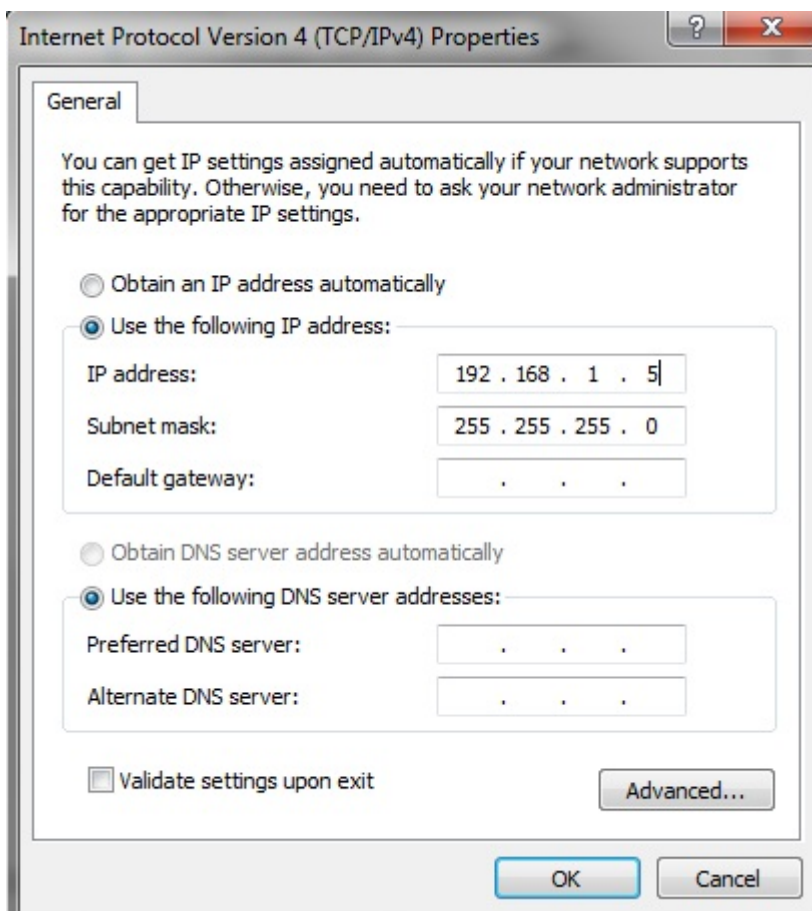 Internet Protocol Version 4 (TCP/IPv4) Properties
?
X
General
You can get IP settings assigned automatically if your network supports
this capability. Otherwise, you need to ask your network administrator
for the appropriate IP settings.
Obtain an IP address automatically
Use the following IP address:
IP address: 192 . 168 . 1 . 5
Subnet mask: 255 . 255 . 255 . 0
Default gateway: . . .
Obtain DNS server address automatically
Use the following DNS server addresses:
Preferred DNS server: . . .
Alternate DNS server: . . .
Validate settings upon exit
Advanced...
OK Cancel